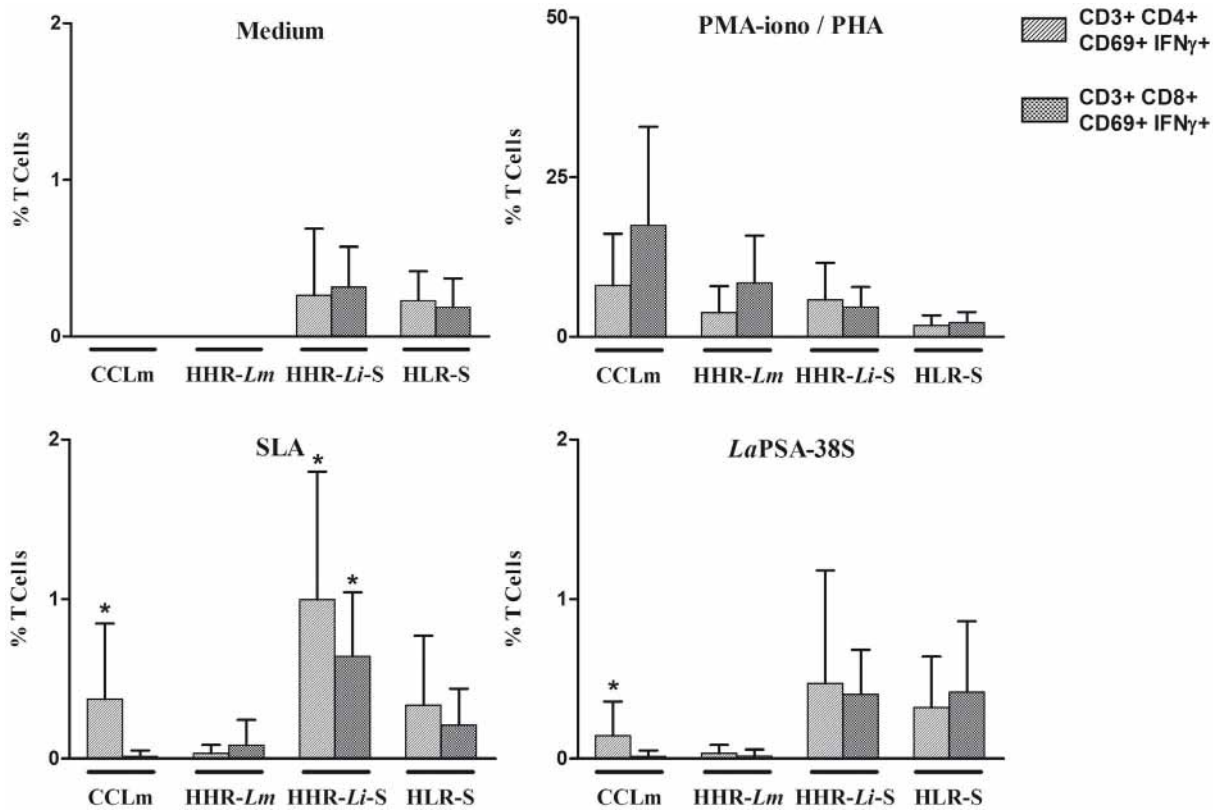 Medium
% T Cells
2
1
0
CCLm
HHR-Lm
HHR-Li-S
HLR-S
PMA-iono / PHA
% T Cells
50
25
0
CCLm
HHR-Lm
HHR-Li-S
HLR-S
CD3+ CD4+
CD69+ IFNγ+
CD3+ CD8+
CD69+ IFNγ+
SLA
% T Cells
2
1
0
*
*
*
CCLm
HHR-Lm
HHR-Li-S
HLR-S
LaPSA-38S
% T Cells
2
1
0
*
CCLm
HHR-Lm
HHR-Li-S
HLR-S